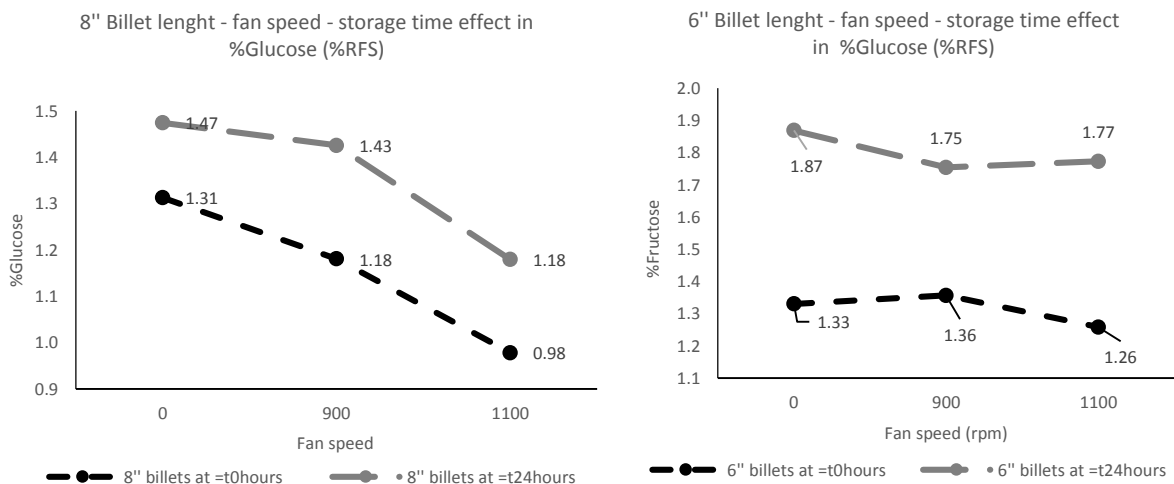 8'' Billet lenght - fan speed - storage time effect in
%Glucose (%RFS)
1.5
1.4
1.3
1.2
1.1
1.0
0.9
%Glucose
1.47
1.43
1.18
1.31
1.18
0.98
0
900
1100
Fan speed
8'' billets at =t0hours
8'' billets at =t24hours
6'' Billet lenght - fan speed - storage time effect
in %Glucose (%RFS)
2.0
1.9
1.8
1.7
1.6
1.5
1.4
1.3
1.2
1.1
%Fructose
1.87
1.75
1.77
1.33
1.36
1.26
0
900
1100
Fan speed (rpm)
6'' billets at =t0hours
6'' billets at =t24hours